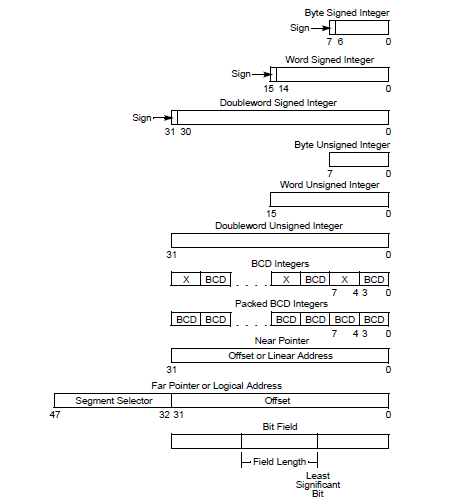 Byte Signed Integer
Sign
7 6 0
Word Signed Integer
Sign
15 14 0
Doubleword Signed Integer
Sign
31 30 0
Byte Unsigned Integer
7 0
Word Unsigned Integer
15 0
Doubleword Unsigned Integer
31 0
BCD Integers
X BCD . . . . X BCD X BCD
7 4 3 0
Packed BCD Integers
BCD BCD . . . . BCD BCD BCD BCD
7 4 3 0
Near Pointer
Offset or Linear Address
31 0
Far Pointer or Logical Address
Segment Selector Offset
47 32 31 0
Bit Field
Field Length
Least
Significant
Bit